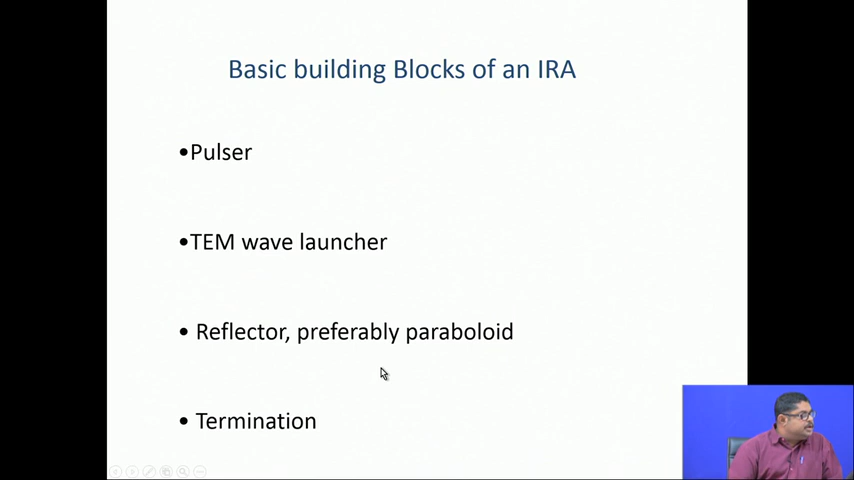 Basic building Blocks of an IRA
•Pulser
•TEM wave launcher
• Reflector, preferably paraboloid
• Termination